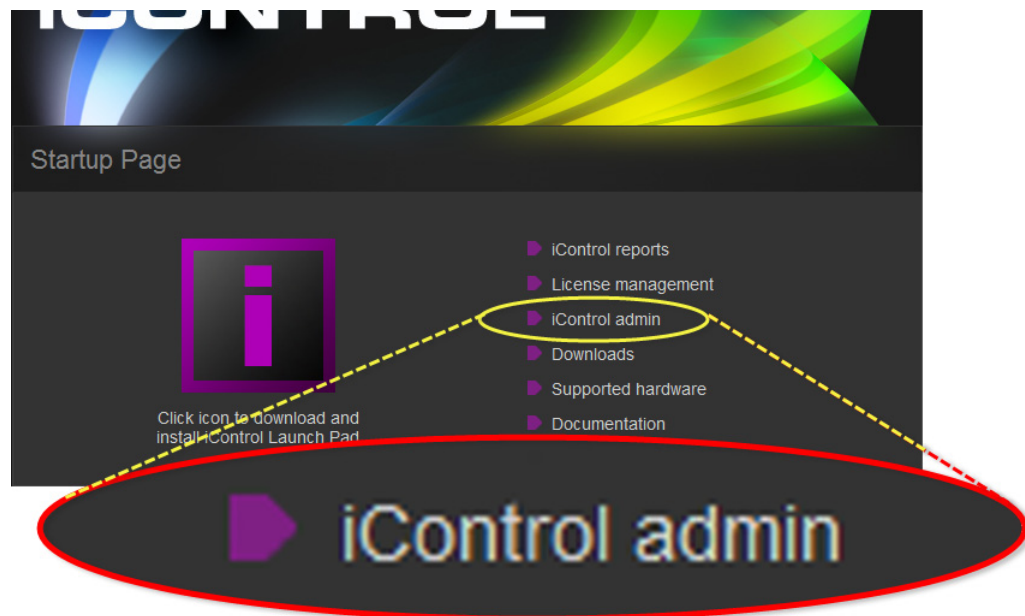 iCONTROL
Startup Page
iControl reports
License management
iControl admin
Downloads
Supported hardware
Documentation
Click icon to download and
install iControl Launch Pad
iControl admin